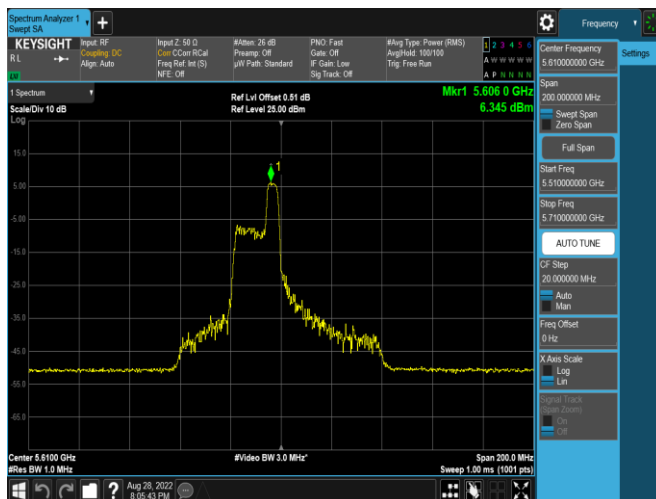 Spectrum Analyzer 1
Swept SA
Frequency
KEYSIGHT
R L
LXI
Input: RF
Coupling: DC
Align: Auto
Input Z: 50 Ω
Corr CCorr RCal
Freq Ref: Int (S)
NFE: Off
#Atten: 26 dB
Preamp: Off
µW Path: Standard
PNO: Fast
Gate: Off
IF Gain: Low
Sig Track: Off
#Avg Type: Power (RMS)
Avg|Hold: 100/100
Trig: Free Run
1 2 3 4 5 6
A W W W W W
A P N N N N
1 Spectrum
Scale/Div 10 dB
Log
Ref Lvl Offset 0.51 dB
Ref Level 25.00 dBm
Mkr1 5.606 0 GHz
6.345 dBm
1
15.0
5.00
-5.00
-15.0
-25.0
-35.0
-45.0
-55.0
-65.0
Center 5.6100 GHz
#Res BW 1.0 MHz
#Video BW 3.0 MHz*
Span 200.0 MHz
Sweep 1.00 ms (1001 pts)
Aug 28, 2022
8:05:43 PM
Center Frequency
5.610000000 GHz
Settings
Span
200.000000 MHz
Swept Span
Zero Span
Full Span
Start Freq
5.510000000 GHz
Stop Freq
5.710000000 GHz
AUTO TUNE
CF Step
20.000000 MHz
Auto
Man
Freq Offset
0 Hz
X Axis Scale
Log
Lin
Signal Track
(Span Zoom)
On
Off